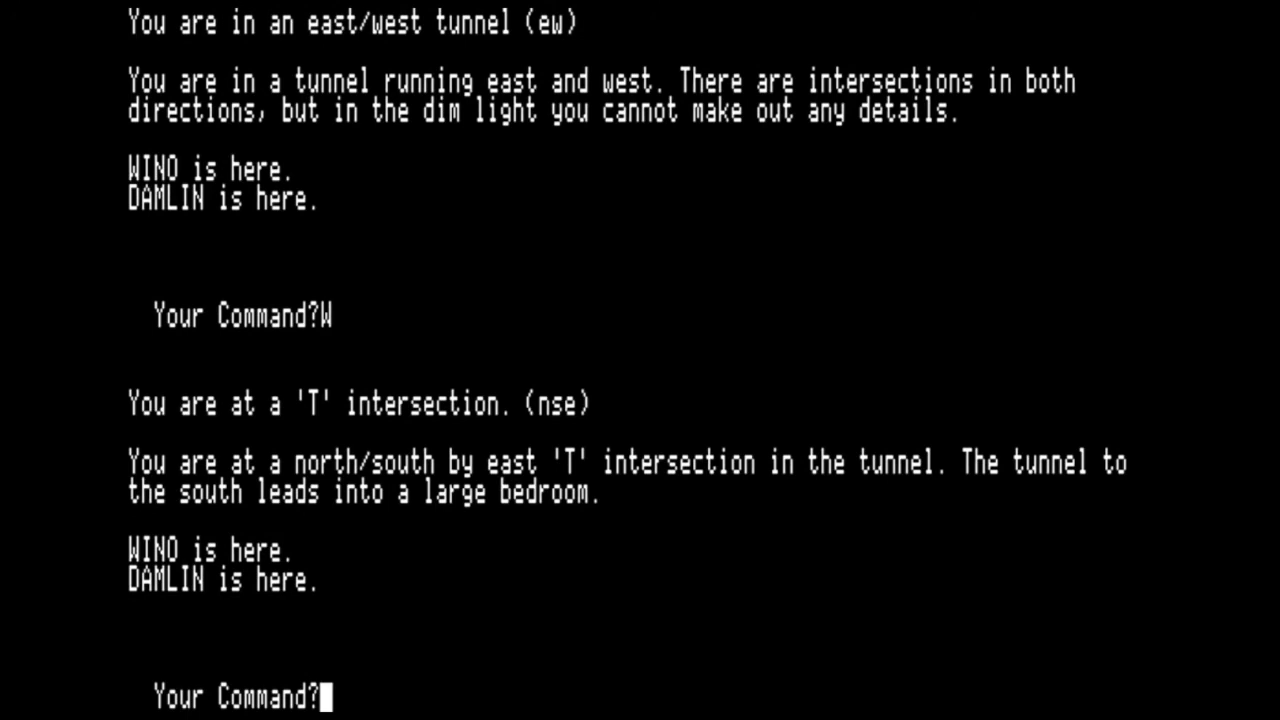 You are in an east/west tunnel (ew)
You are in a tunnel running east and west. There are intersections in both
directions, but in the dim light you cannot make out any details.
WINO is here.
DAMLIN is here.
Your Command?W
You are at a 'T' intersection. (nse)
You are at a north/south by east 'T' intersection in the tunnel. The tunnel to
the south leads into a large bedroom.
WINO is here.
DAMLIN is here.
Your Command?